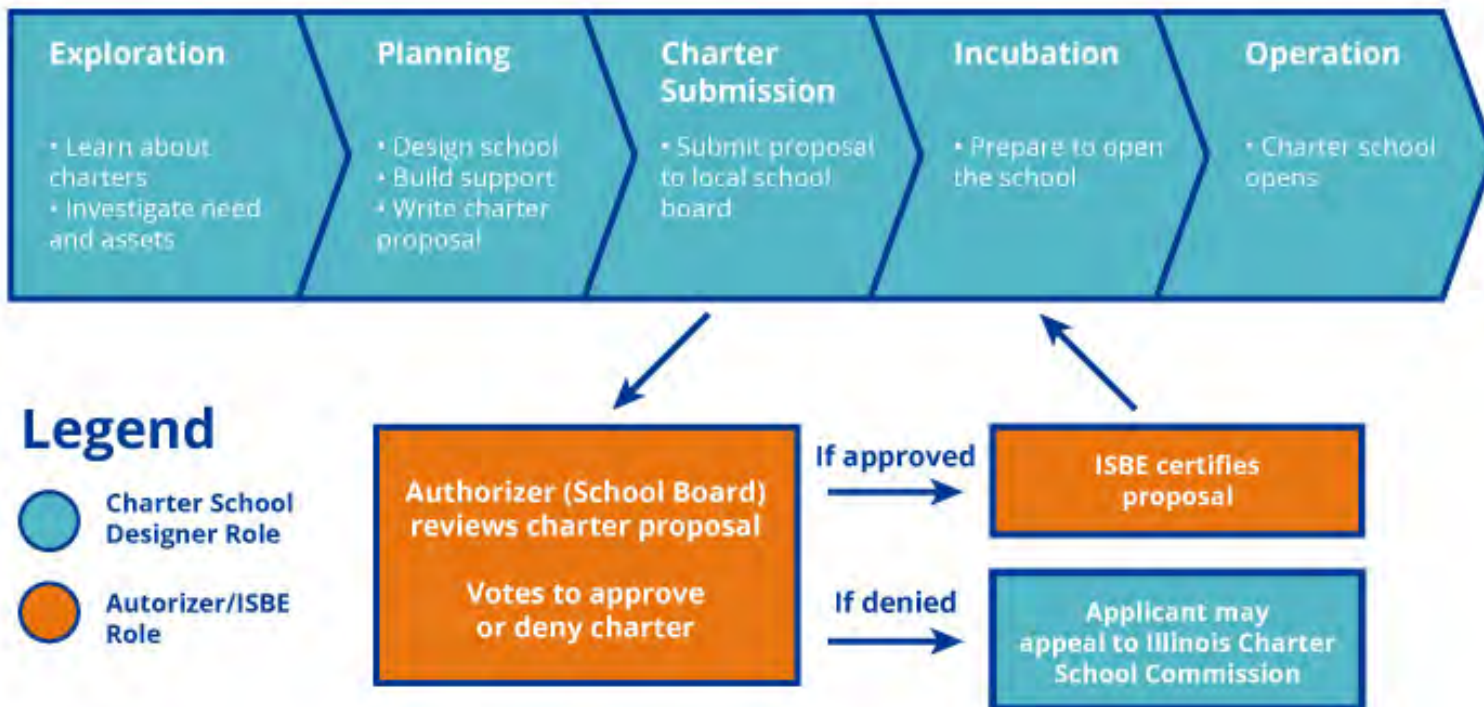 Exploration
• Learn about
charters
• Investigate need
and assets
Planning
• Design school
• Build support
• Write charter
proposal
Charter
Submission
• Submit proposal
to local school
board
Incubation
• Prepare to open
the school
Operation
• Charter school
opens
Legend
Charter School
Designer Role
Autorizer/ISBE
Role
Authorizer (School Board)
reviews charter proposal
Votes to approve
or deny charter
If approved
ISBE certifies
proposal
If denied
Applicant may
appeal to Illinois Charter
School Commission